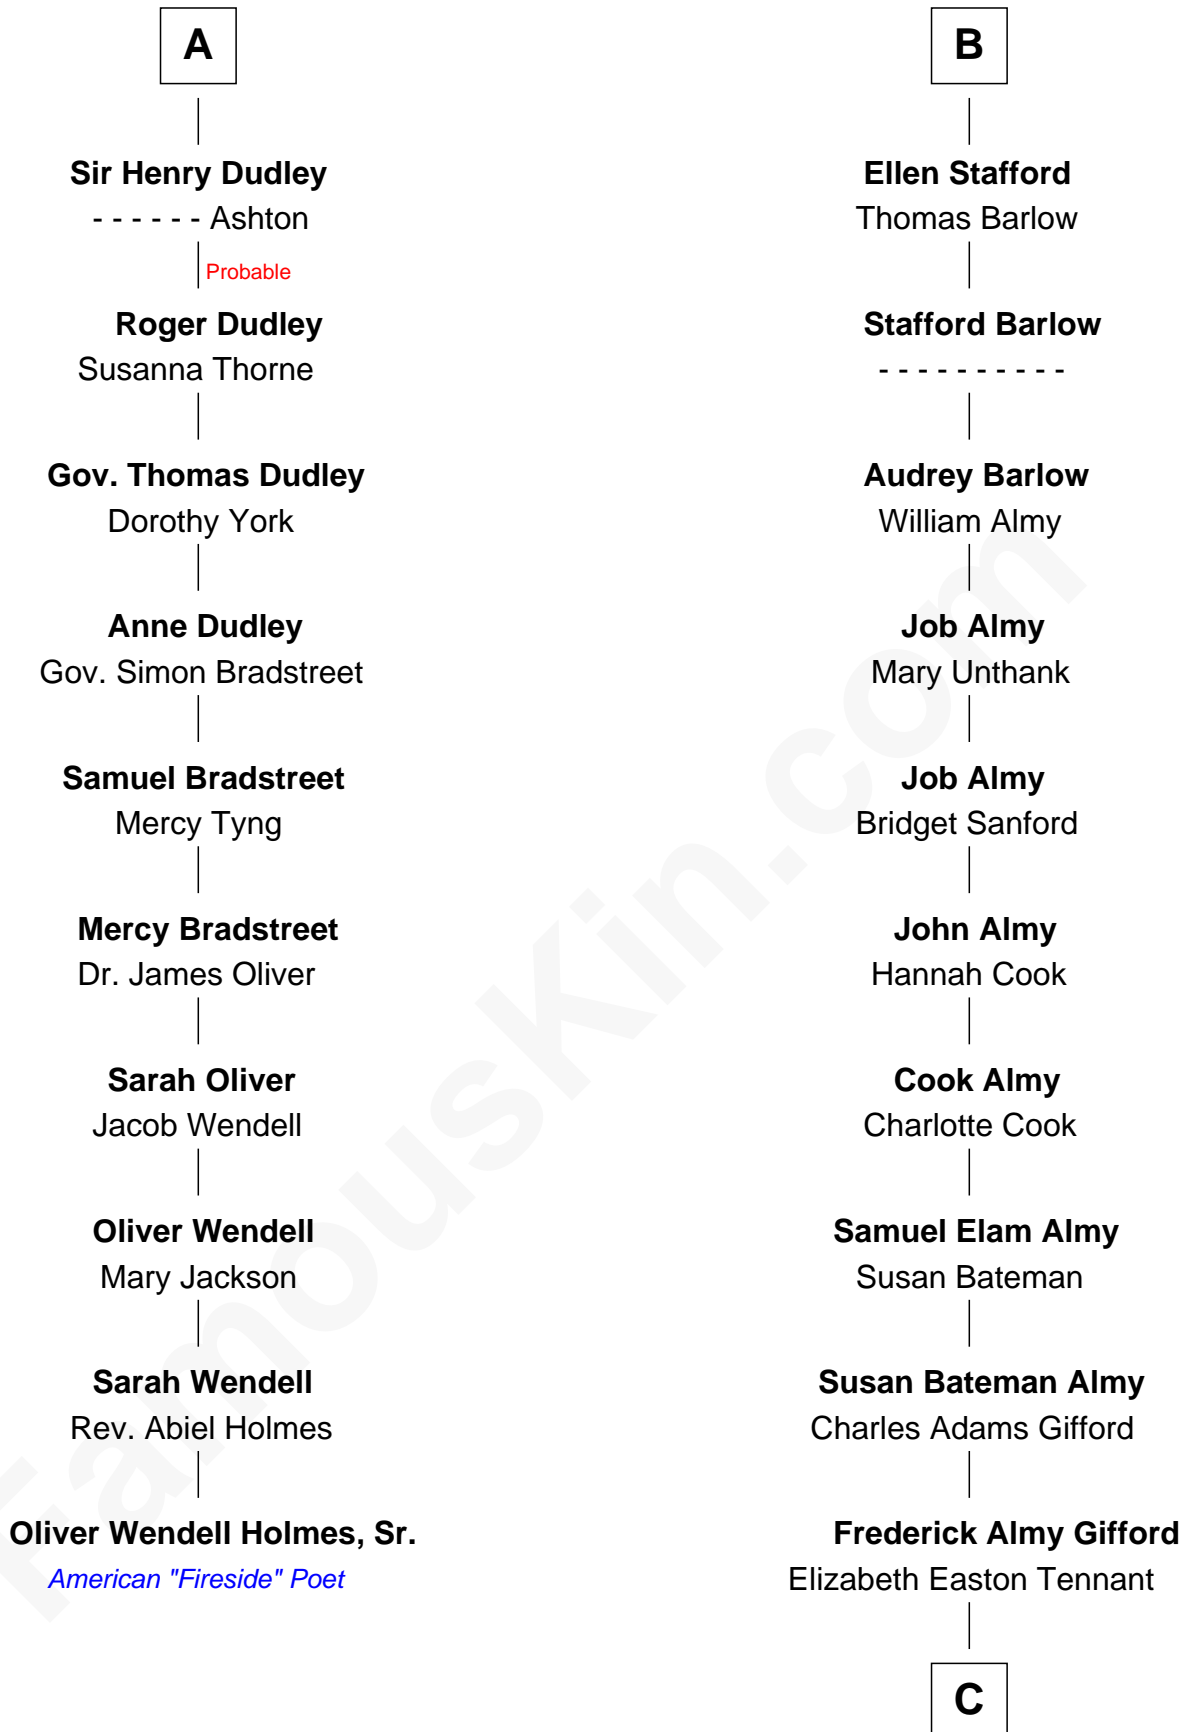 A
Sir Henry Dudley
- - - - - - Ashton
Probable
Roger Dudley
Susanna Thorne
Gov. Thomas Dudley
Dorothy York
Anne Dudley
Gov. Simon Bradstreet
Samuel Bradstreet
Mercy Tyng
Mercy Bradstreet
Dr. James Oliver
Sarah Oliver
Jacob Wendell
Oliver Wendell
Mary Jackson
Sarah Wendell
Rev. Abiel Holmes
Oliver Wendell Holmes, Sr.
American "Fireside" Poet
B
Ellen Stafford
Thomas Barlow
Stafford Barlow
- - - - - - - - - -
Audrey Barlow
William Almy
Job Almy
Mary Unthank
Job Almy
Bridget Sanford
John Almy
Hannah Cook
Cook Almy
Charlotte Cook
Samuel Elam Almy
Susan Bateman
Susan Bateman Almy
Charles Adams Gifford
Frederick Almy Gifford
Elizabeth Easton Tennant
C
FamousKin.com